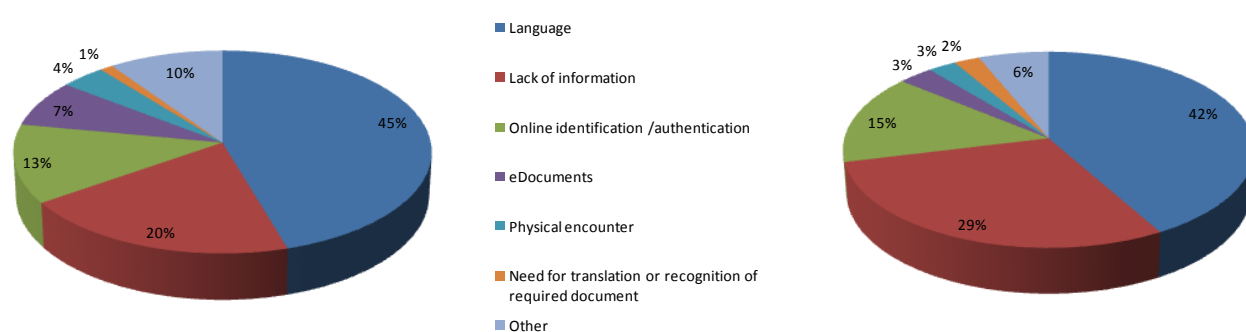 1%
4%
10%
7%
45%
13%
20%
Language
Lack of information
Online identification /authentication
eDocuments
Physical encounter
Need for translation or recognition of
required document
Other
2%
3%
3%
6%
42%
15%
29%